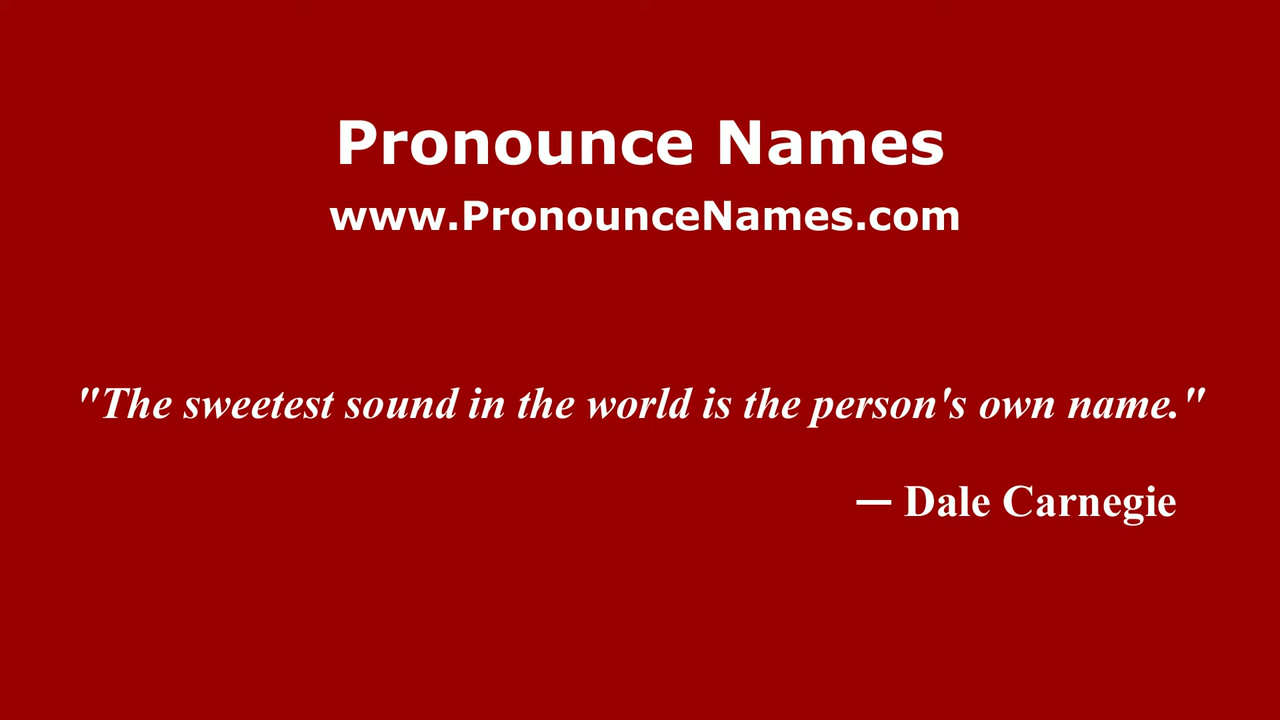 Pronounce Names
www.PronounceNames.com
"The sweetest sound in the world is the person's own name."
— Dale Carnegie